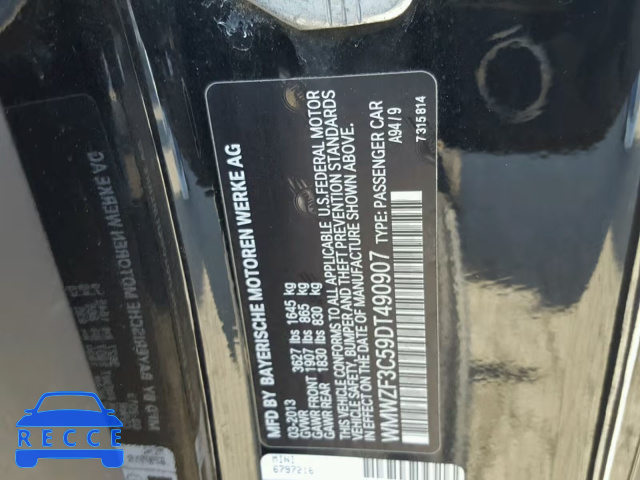 MFD BY BAYERISCHE MOTOREN WERKE AG
03-2013
GVWR 3627 lbs 1645 kg
GAWR FRONT 1907 lbs 865 kg
GAWR REAR 1830 lbs 830 kg
THIS VEHICLE CONFORMS TO ALL APPLICABLE U.S.FEDERAL MOTOR
VEHICLE SAFETY, BUMPER AND THEFT PREVENTION STANDARDS
IN EFFECT ON THE DATE OF MANUFACTURE SHOWN ABOVE.
WMWZF3C59DT490907 TYPE: PASSENGER CAR
A94/9
7315814
MINI
6797216
RECCE